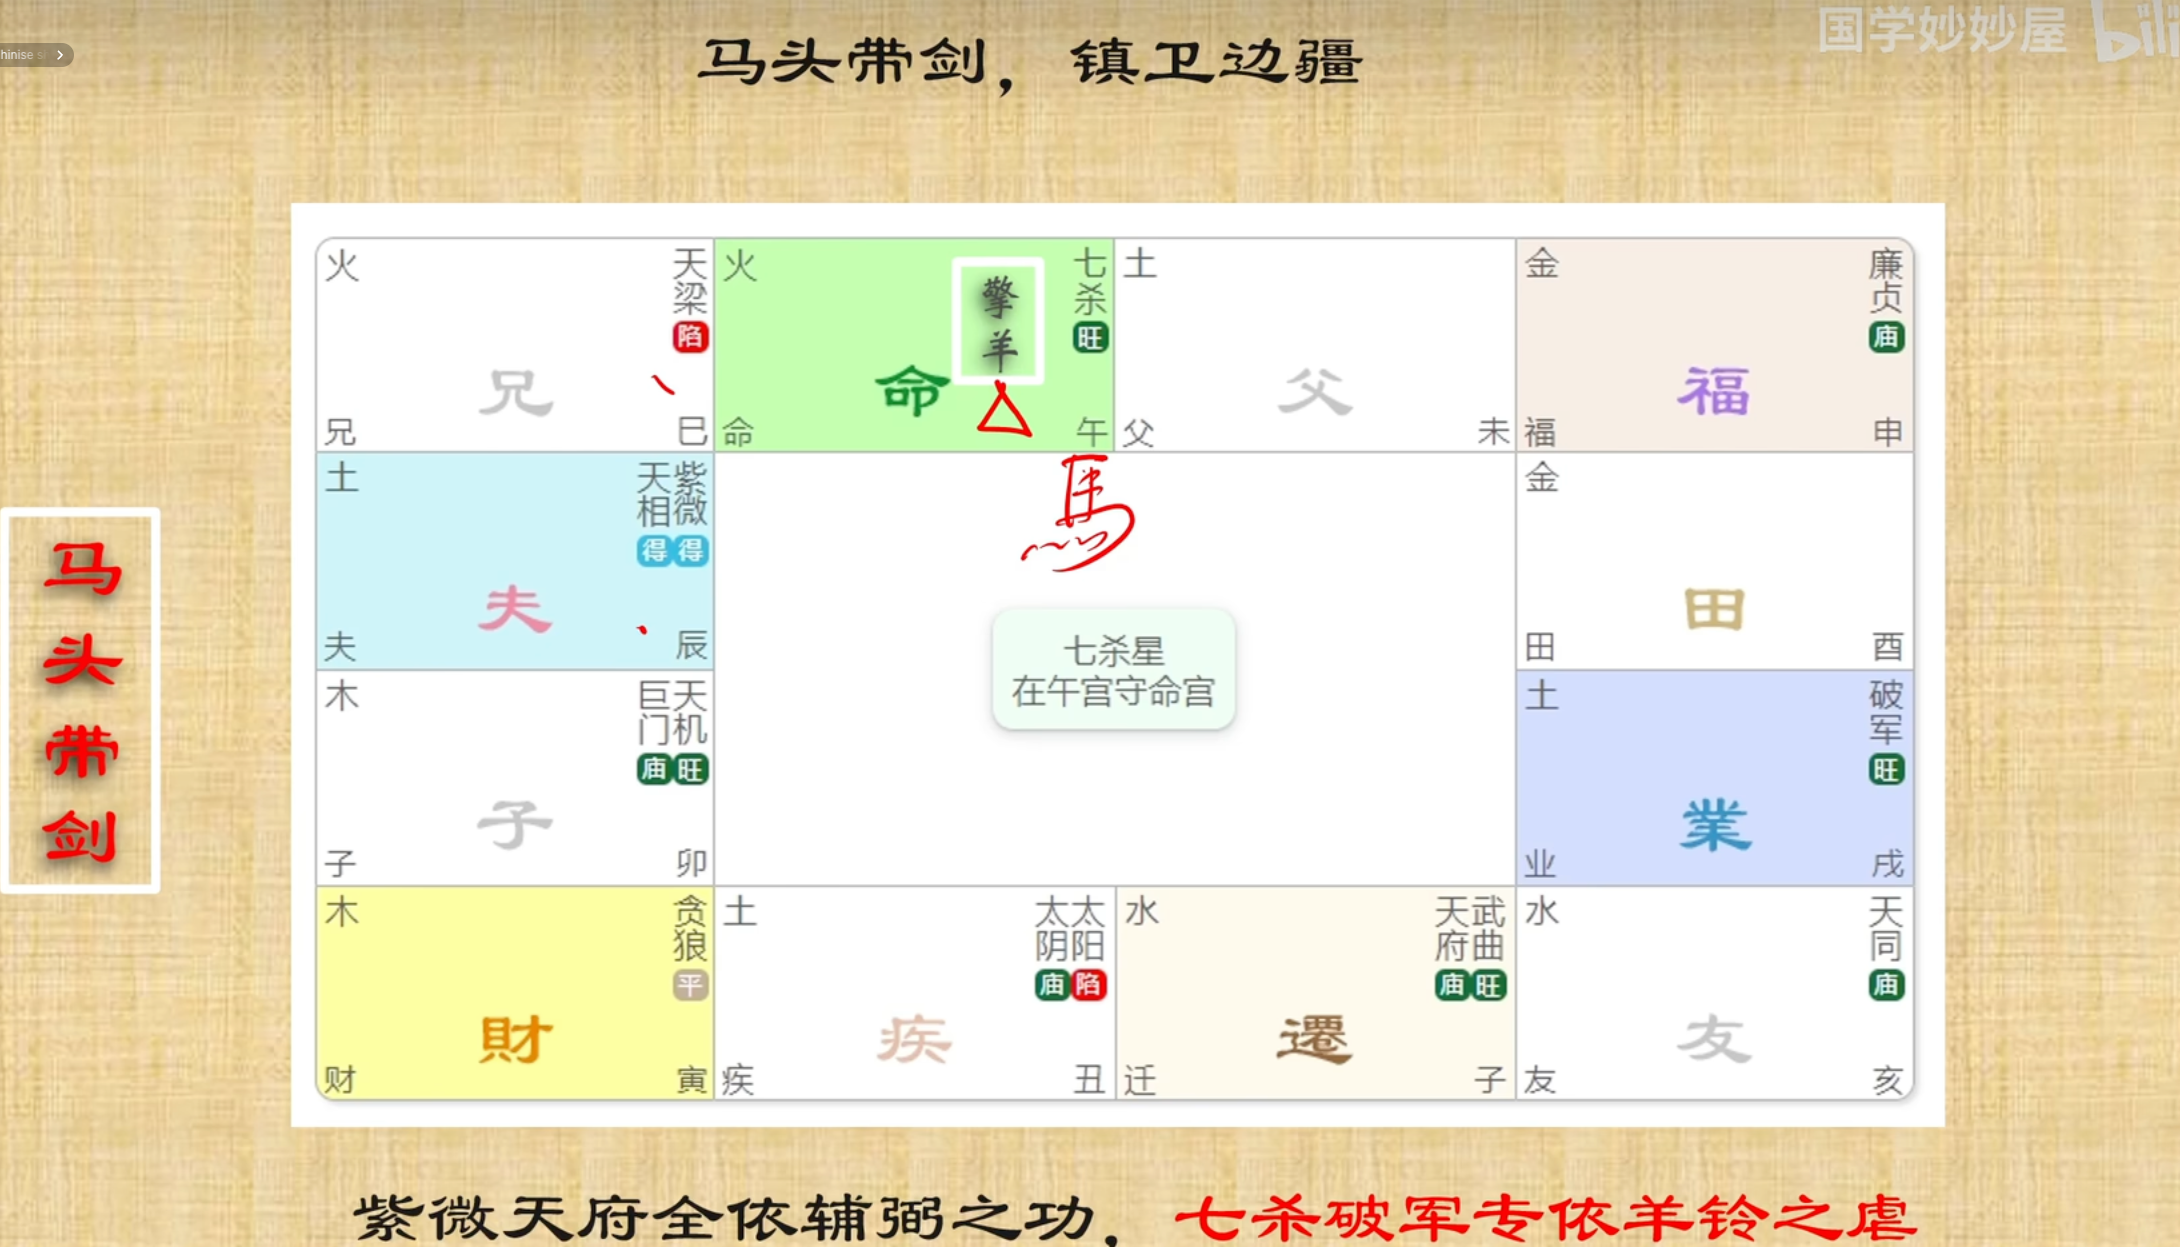 国学妙妙屋 bili
hinise
马头带剑，镇卫边疆
马头带剑
火 天梁 陷 兄 兄 巳
火 擎羊 七杀 旺 命 命 午
土 父 父 未
金 廉贞 庙 福 福 申
土 天相 紫微 得 得 夫 夫 辰
馬
金 田 田 酉
七杀星
在午宫守命宫
木 巨门 天机 庙 旺 子 子 卯
土 破军 旺 業 业 戌
木 贪狼 平 財 财 寅
土 太阴 太阳 庙 陷 疾 疾 丑
水 天府 武曲 庙 旺 遷 迁 子
水 天同 庙 友 友 亥
紫微天府全依辅弼之功，七杀破军专依羊铃之虐